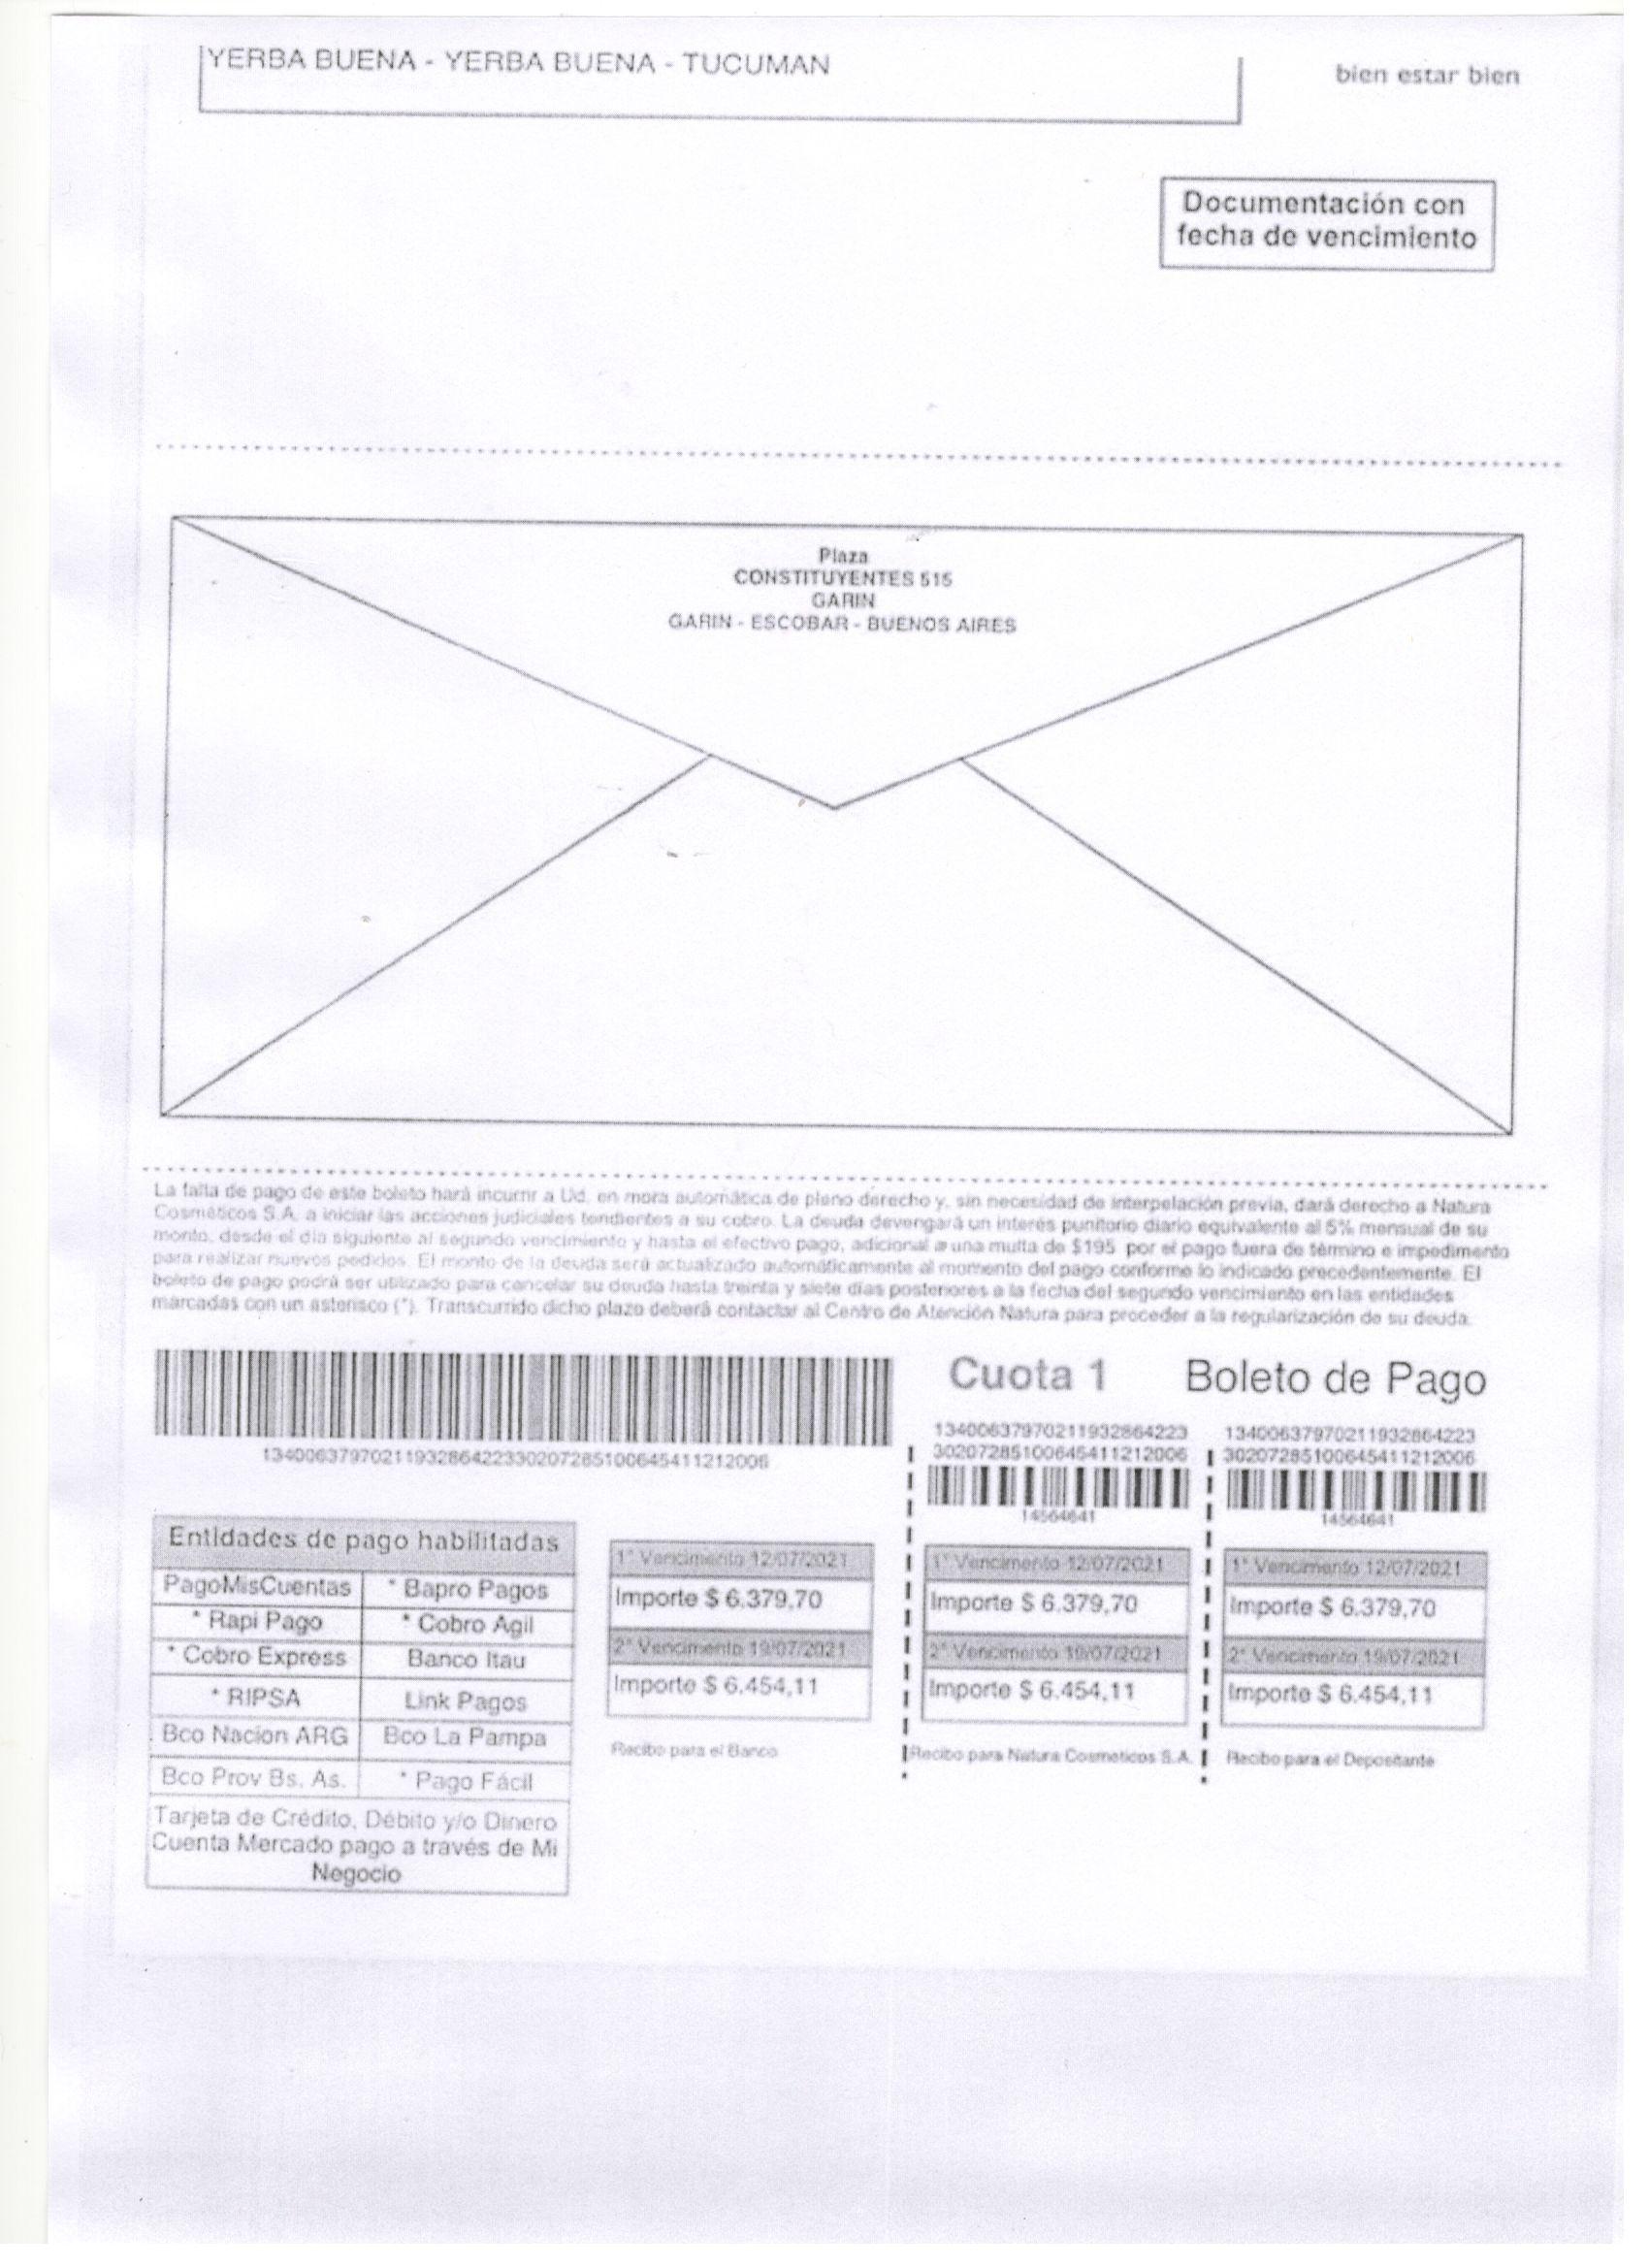 YERBA BUENA - YERBA BUENA - TUCUMAN
bien estar bien
Documentación con
fecha de vencimiento
Plaza
CONSTITUYENTES 515
GARIN
GARIN - ESCOBAR - BUENOS AIRES
La falta de pago de este boleto hará incurrir a Ud. en mora automática de pleno derecho y, sin necesidad de interpelación previa, dará derecho a Natura
Cosméticos S.A. a iniciar las acciones judiciales tendientes a su cobro. La deuda devengará un interés punitorio diario equivalente al 5% mensual de su
monto, desde el día siguiente al segundo vencimiento y hasta el efectivo pago, adicional a una multa de $195 por el pago fuera de término e impedimento
para realizar nuevos pedidos. El monto de la deuda será actualizado automáticamente al momento del pago conforme lo indicado precedentemente. El
boleto de pago podrá ser utilizado para cancelar su deuda hasta treinta y siete días posteriores a la fecha del segundo vencimiento en las entidades
marcadas con un asterisco (*). Transcurrido dicho plazo deberá contactar al Centro de Atención Natura para proceder a la regularización de su deuda.
Cuota 1 Boleto de Pago
134006379702119328642233020728510064541 1212006
13400637970211932864223 13400637970211932864223
3020728510064541 1212006 3020728510064541 1212006
14564641 14564641
Entidades de pago habilitadas
PagoMisCuentas * Bapro Pagos
* Rapi Pago * Cobro Agil
* Cobro Express Banco Itau
* RIPSA Link Pagos
Bco Nacion ARG Bco La Pampa
Bco Prov Bs. As. * Pago Fácil
Tarjeta de Crédito, Débito y/o Dinero
Cuenta Mercado pago a través de Mi
Negocio
1° Vencimento 12/07/2021
Importe $ 6.379,70
2° Vencimento 19/07/2021
Importe $ 6.454,11
Recibo para el Banco
1° Vencimento 12/07/2021
Importe $ 6.379,70
2° Vencimento 19/07/2021
Importe $ 6.454,11
Recibo para Natura Cosmeticos S.A.
1° Vencimento 12/07/2021
Importe $ 6.379,70
2° Vencimento 19/07/2021
Importe $ 6.454,11
Recibo para el Depositante